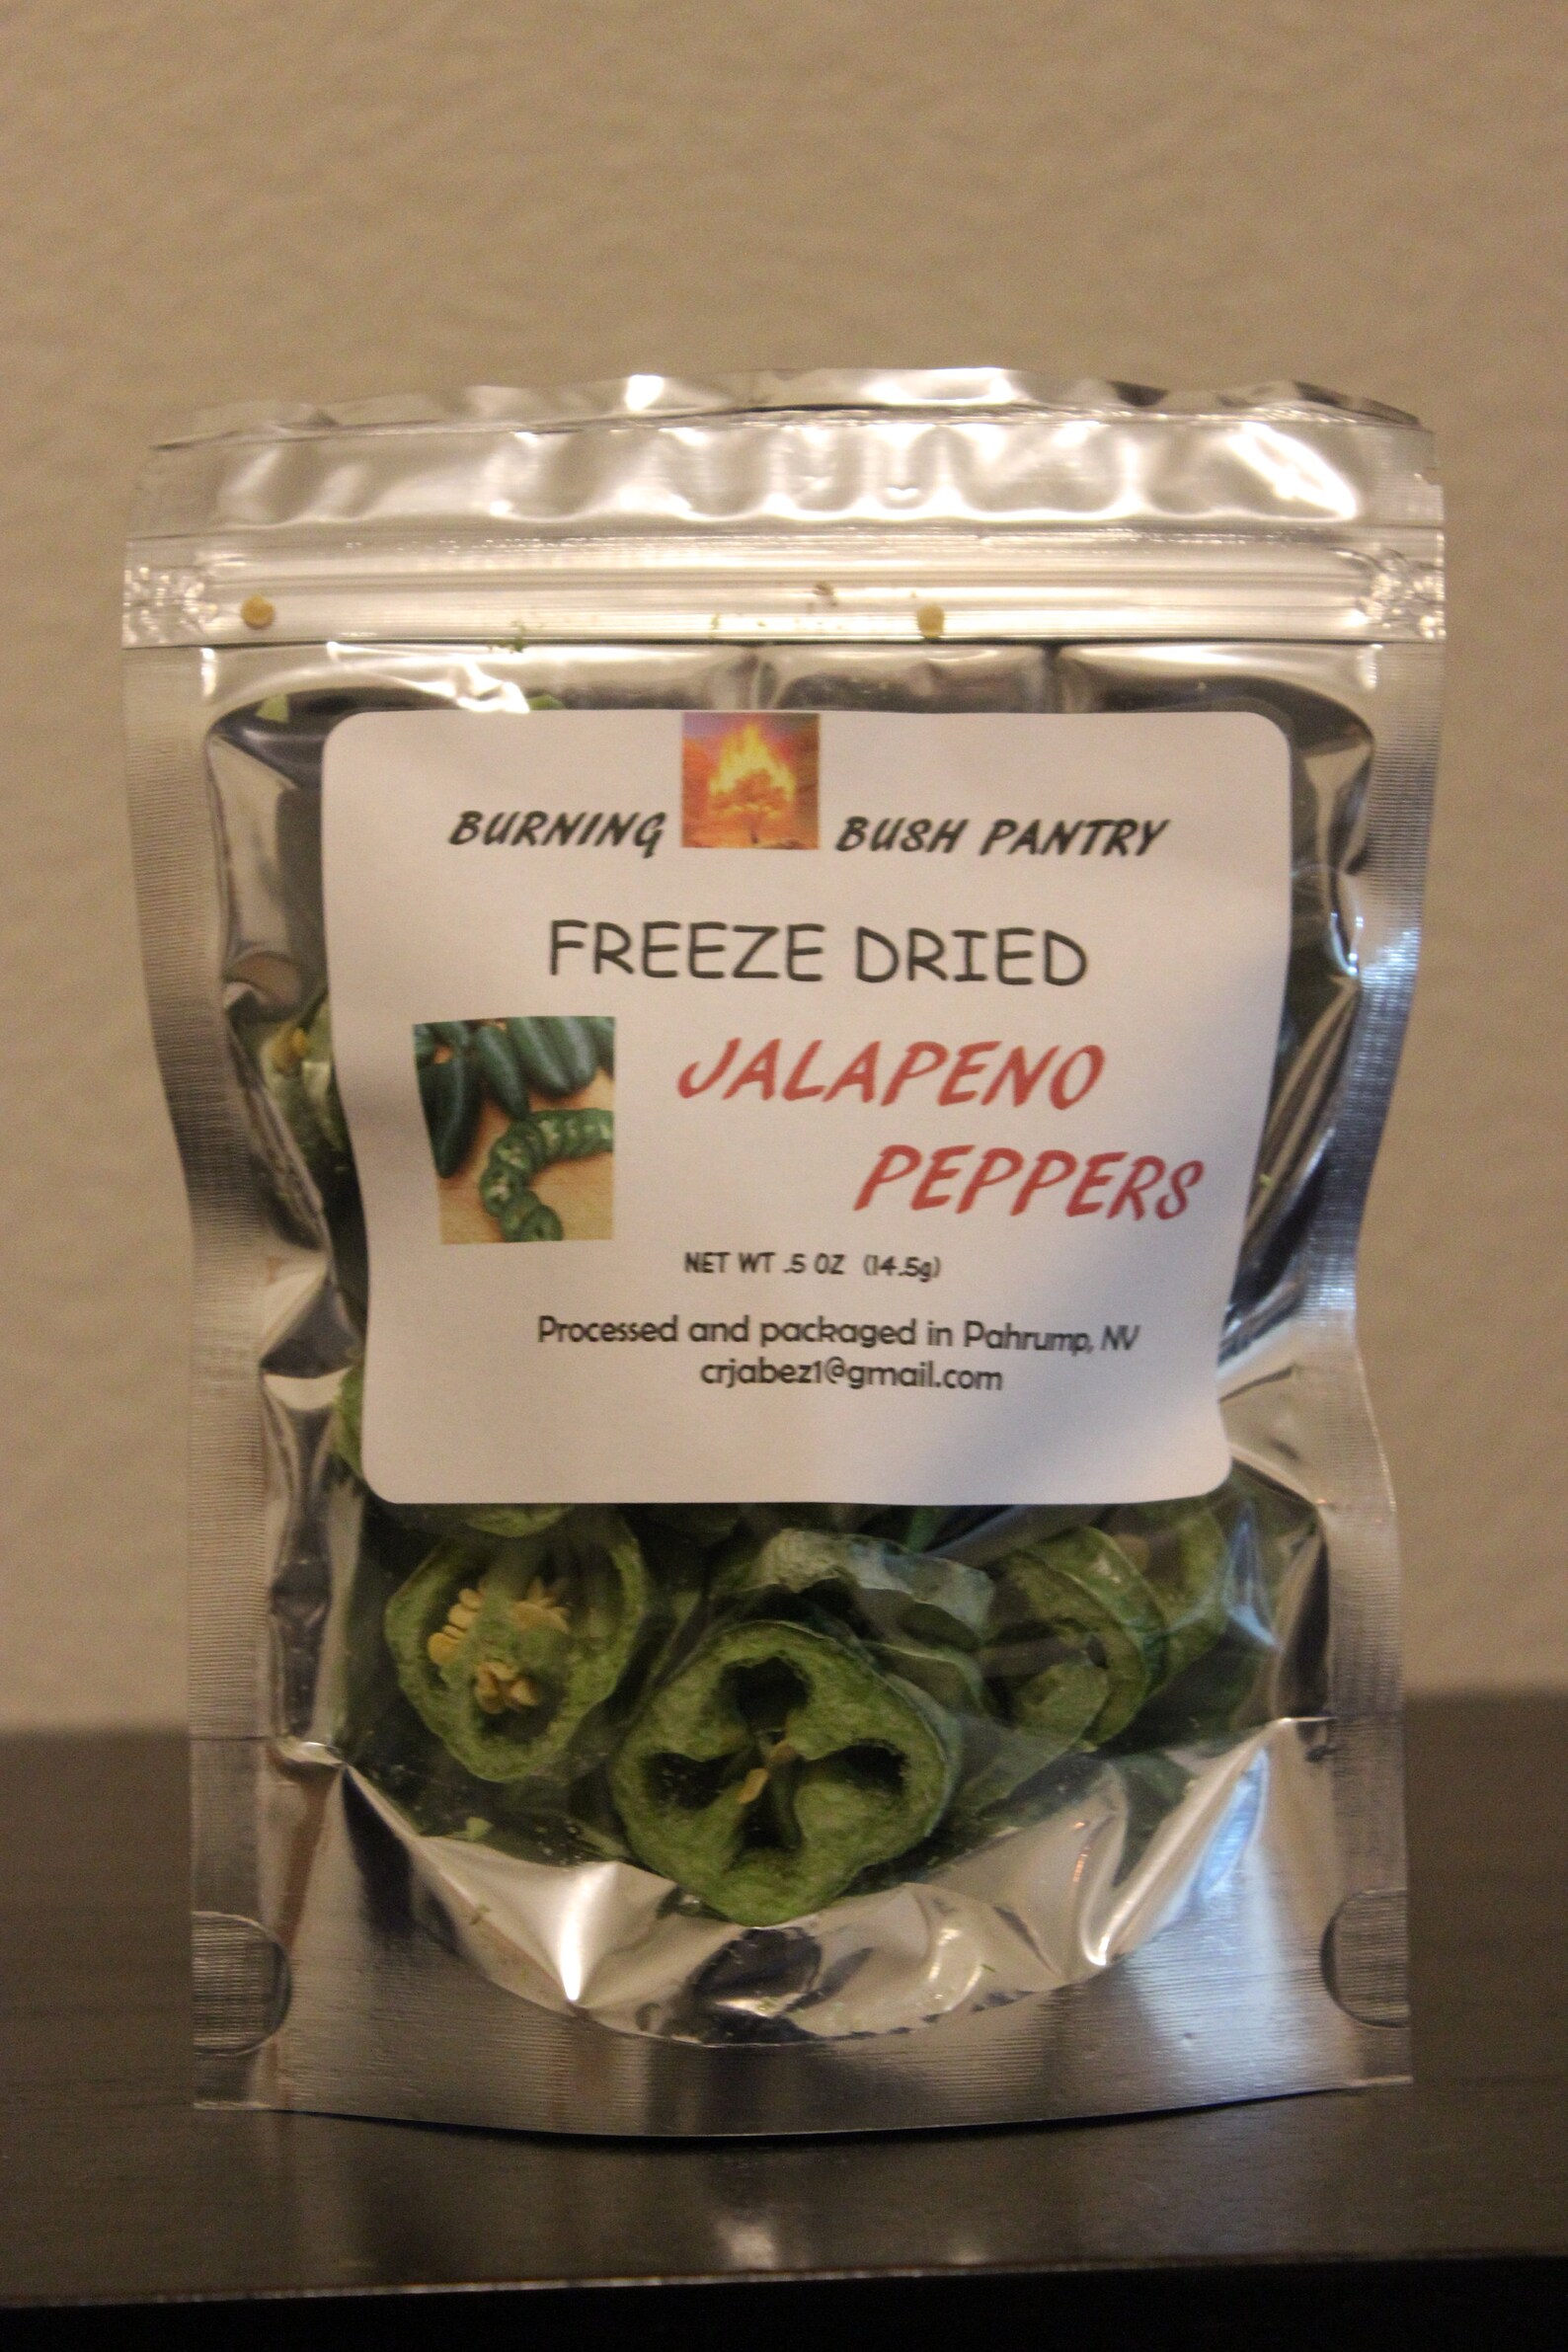 BURNING BUSH PANTRY
FREEZE DRIED
JALAPENO
PEPPERS
NET WT .5 OZ (14.5g)
Processed and packaged in Pahrump, NV
crjabez1@gmail.com